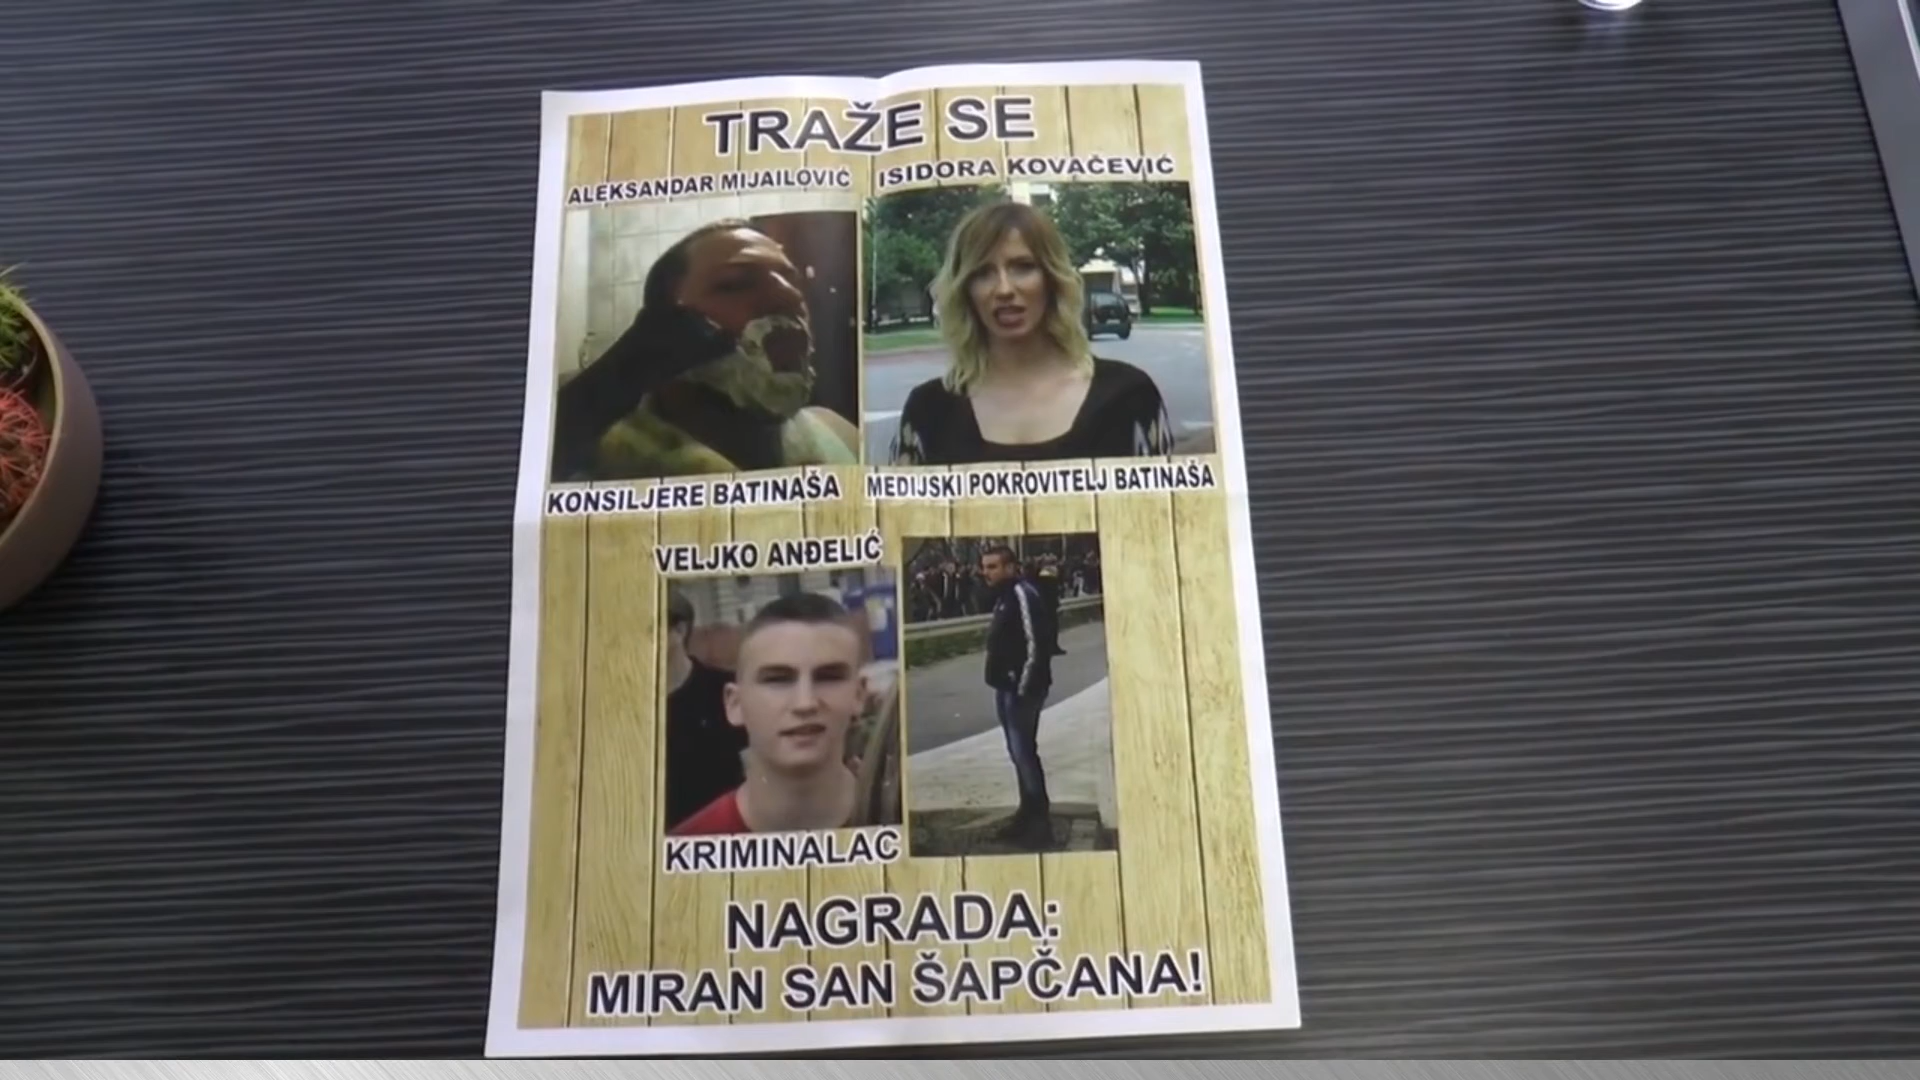 TRAŽE SE
ALEKSANDAR MIJAILOVIĆ
ISIDORA KOVAČEVIĆ
KONSILJERE BATINAŠA
MEDIJSKI POKROVITELJ BATINAŠA
VELJKO ANĐELIĆ
KRIMINALAC
NAGRADA:
MIRAN SAN ŠAPČANA!